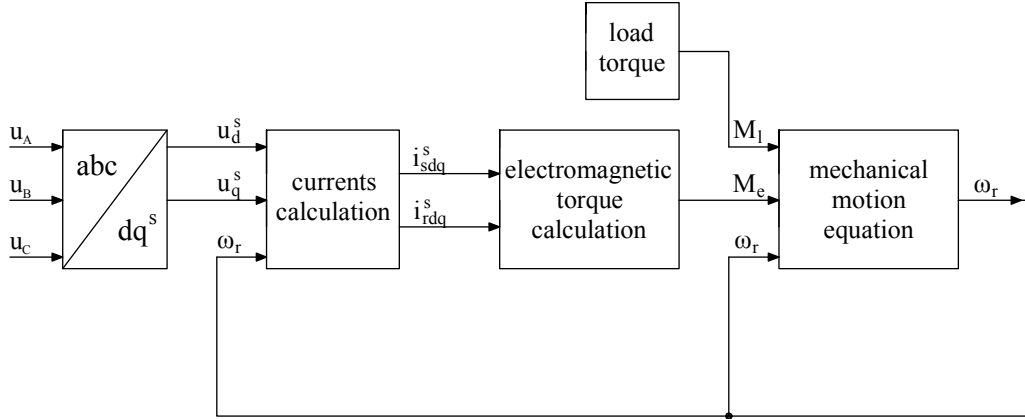 load
torque
u_A
u_B
u_C
abc
dq^s
u_d^s
u_q^s
ω_r
currents
calculation
i_sdq^s
i_rdq^s
electromagnetic
torque
calculation
M_l
M_e
ω_r
mechanical
motion
equation
ω_r